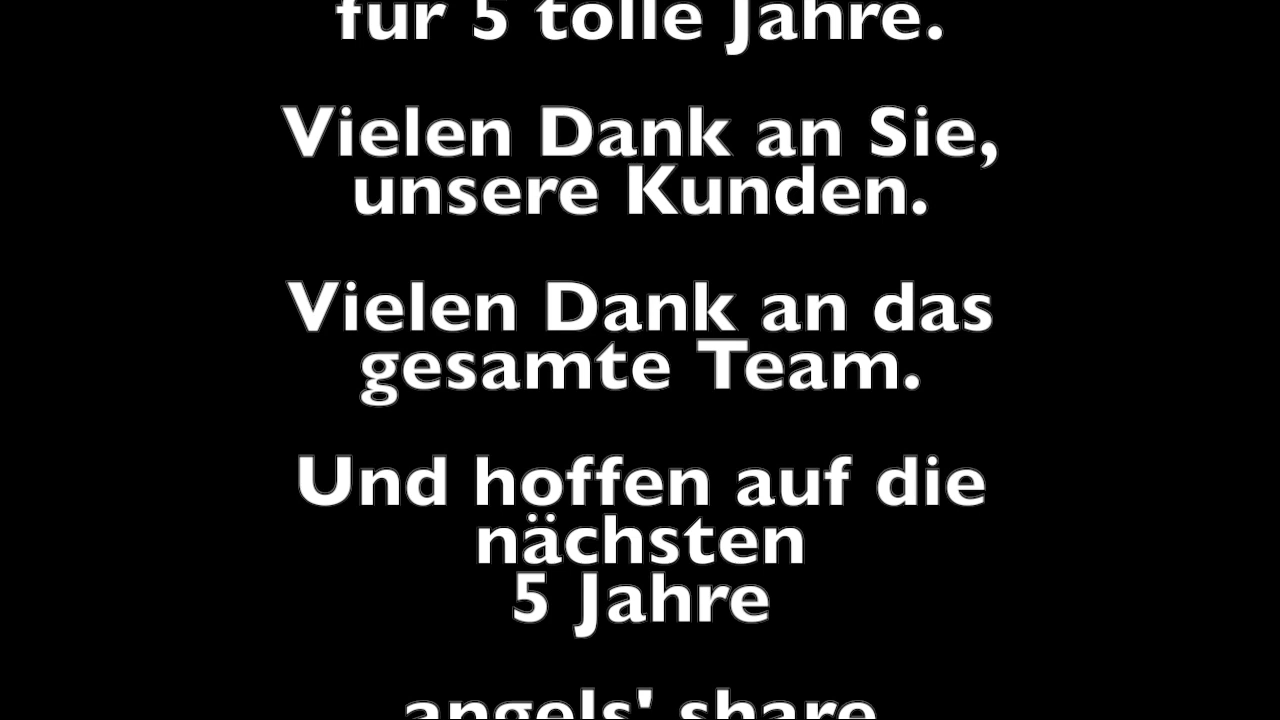 für 5 tolle Jahre.
Vielen Dank an Sie,
unsere Kunden.
Vielen Dank an das
gesamte Team.
Und hoffen auf die
nächsten
5 Jahre
angels' share